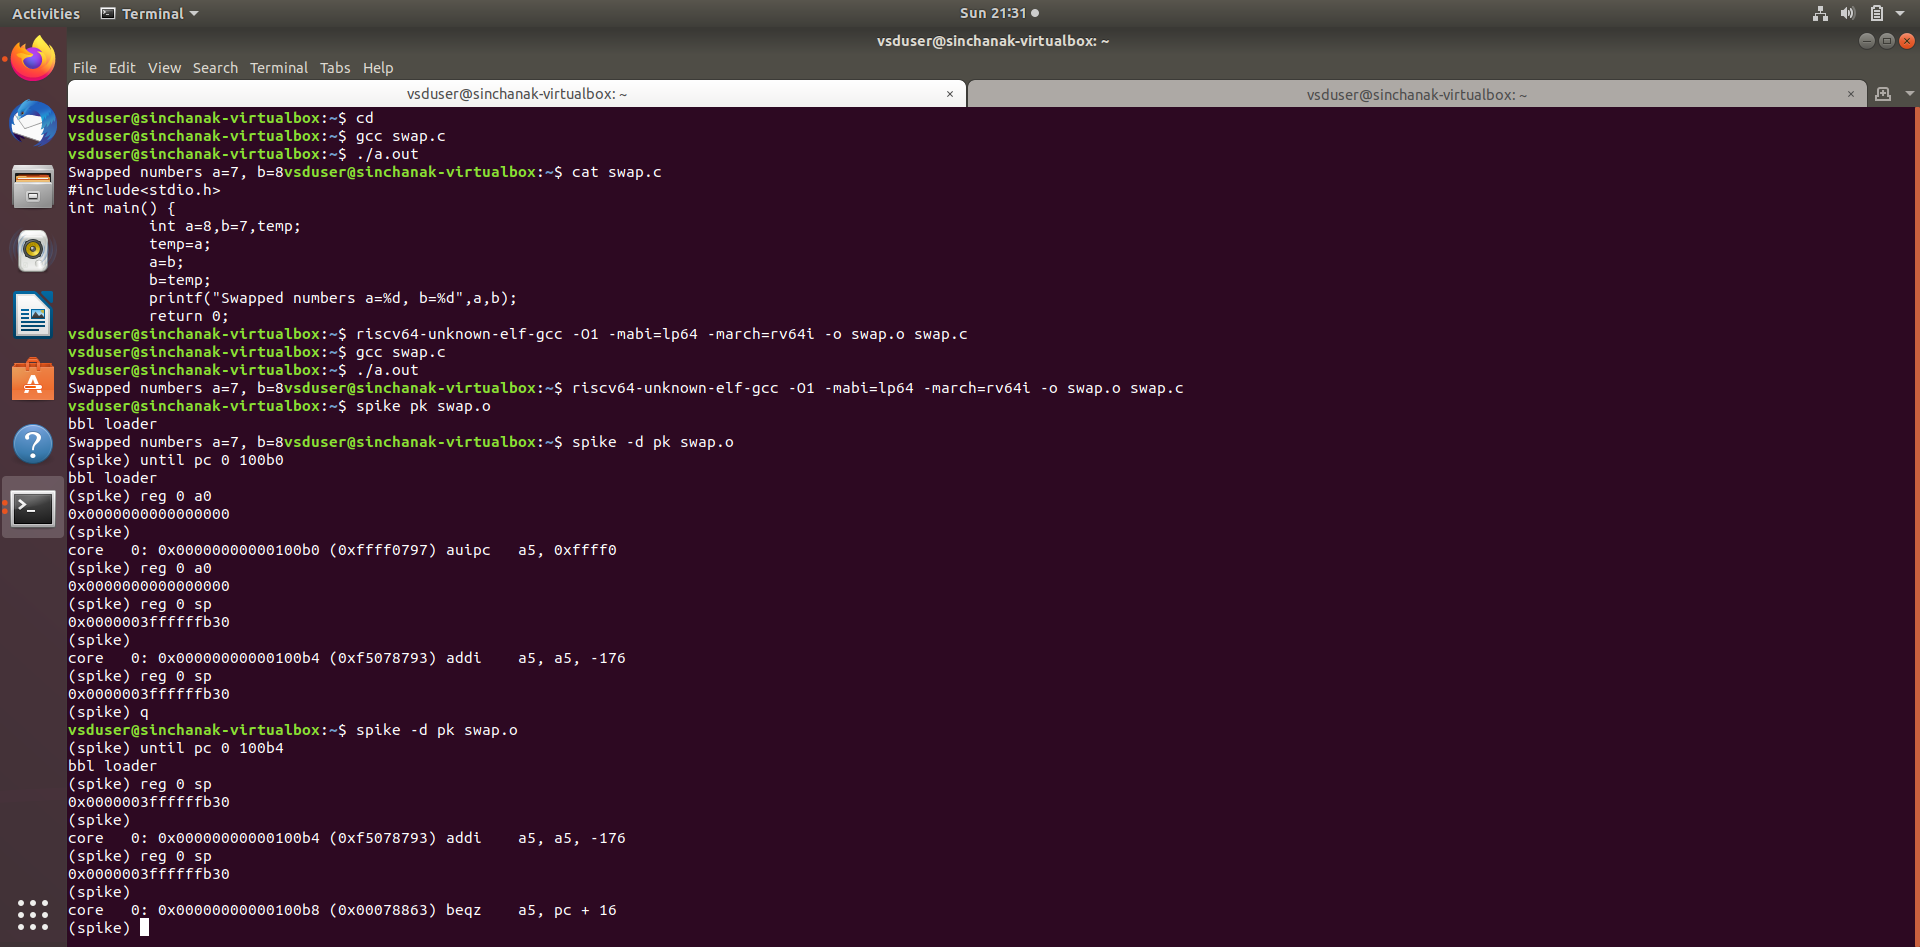 Activities Terminal Sun 21:31
vsduser@sinchanak-virtualbox: ~
File Edit View Search Terminal Tabs Help
vsduser@sinchanak-virtualbox: ~ × vsduser@sinchanak-virtualbox: ~ ×
vsduser@sinchanak-virtualbox:~$ cd
vsduser@sinchanak-virtualbox:~$ gcc swap.c
vsduser@sinchanak-virtualbox:~$ ./a.out
Swapped numbers a=7, b=8vsduser@sinchanak-virtualbox:~$ cat swap.c
#include<stdio.h>
int main() {
         int a=8,b=7,temp;
         temp=a;
         a=b;
         b=temp;
         printf("Swapped numbers a=%d, b=%d",a,b);
         return 0;
vsduser@sinchanak-virtualbox:~$ riscv64-unknown-elf-gcc -O1 -mabi=lp64 -march=rv64i -o swap.o swap.c
vsduser@sinchanak-virtualbox:~$ gcc swap.c
vsduser@sinchanak-virtualbox:~$ ./a.out
Swapped numbers a=7, b=8vsduser@sinchanak-virtualbox:~$ riscv64-unknown-elf-gcc -O1 -mabi=lp64 -march=rv64i -o swap.o swap.c
vsduser@sinchanak-virtualbox:~$ spike pk swap.o
bbl loader
Swapped numbers a=7, b=8vsduser@sinchanak-virtualbox:~$ spike -d pk swap.o
(spike) until pc 0 100b0
bbl loader
(spike) reg 0 a0
0x0000000000000000
(spike)
core   0: 0x00000000000100b0 (0xffff0797) auipc   a5, 0xffff0
(spike) reg 0 a0
0x0000000000000000
(spike) reg 0 sp
0x0000003ffffffb30
(spike)
core   0: 0x00000000000100b4 (0xf5078793) addi    a5, a5, -176
(spike) reg 0 sp
0x0000003ffffffb30
(spike) q
vsduser@sinchanak-virtualbox:~$ spike -d pk swap.o
(spike) until pc 0 100b4
bbl loader
(spike) reg 0 sp
0x0000003ffffffb30
(spike)
core   0: 0x00000000000100b4 (0xf5078793) addi    a5, a5, -176
(spike) reg 0 sp
0x0000003ffffffb30
(spike)
core   0: 0x00000000000100b8 (0x00078863) beqz    a5, pc + 16
(spike)